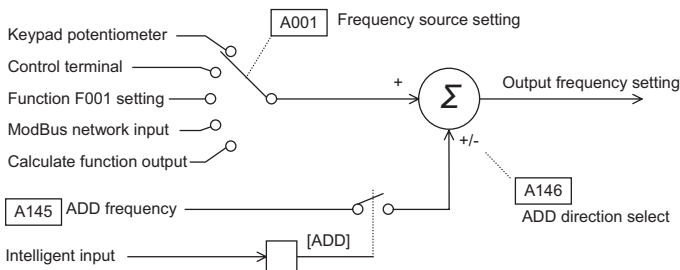 A001 Frequency source setting
Keypad potentiometer
Control terminal
Function F001 setting
ModBus network input
Calculate function output
+
Σ
Output frequency setting
+/-
A145 ADD frequency
A146
ADD direction select
Intelligent input
[ADD]